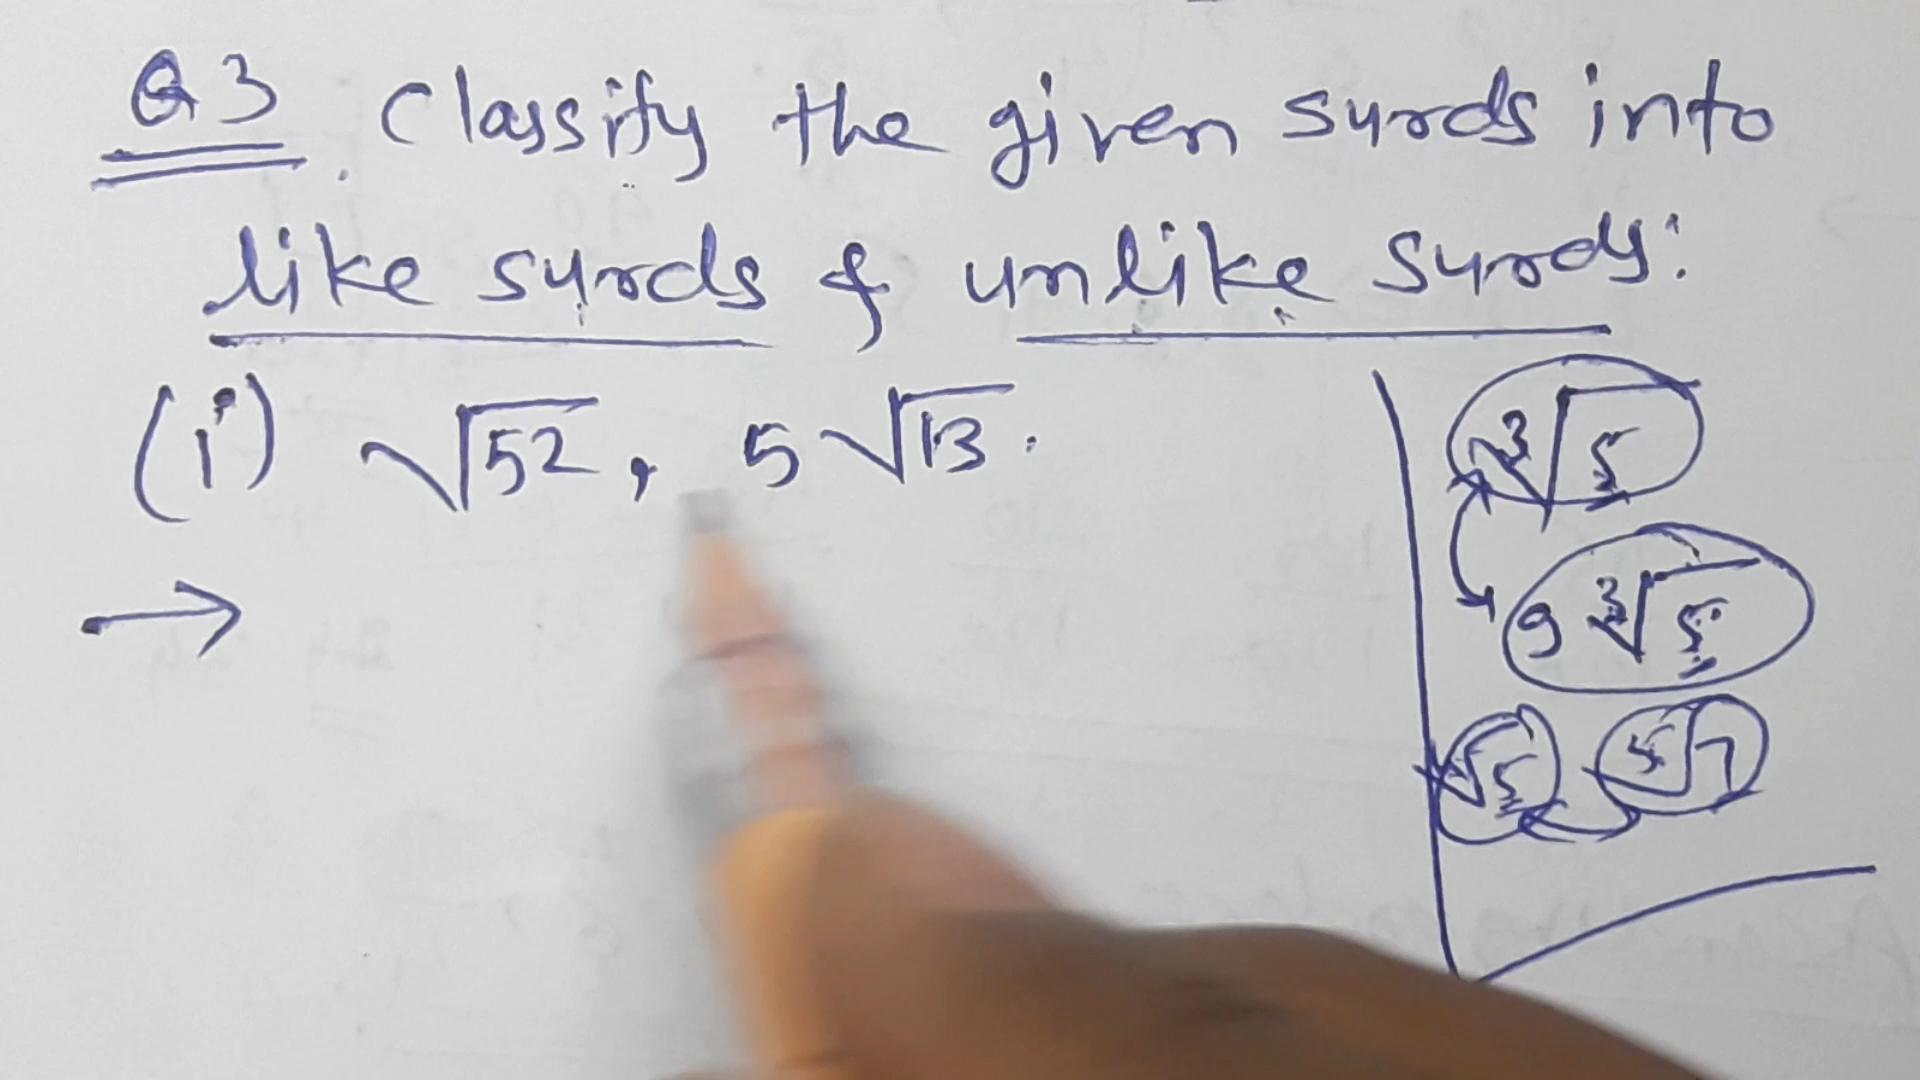 Q3. Classify the given surds into
like surds & unlike surds:
(i) √52, 5√13.
→
∛5
9∛5
√5 5√7